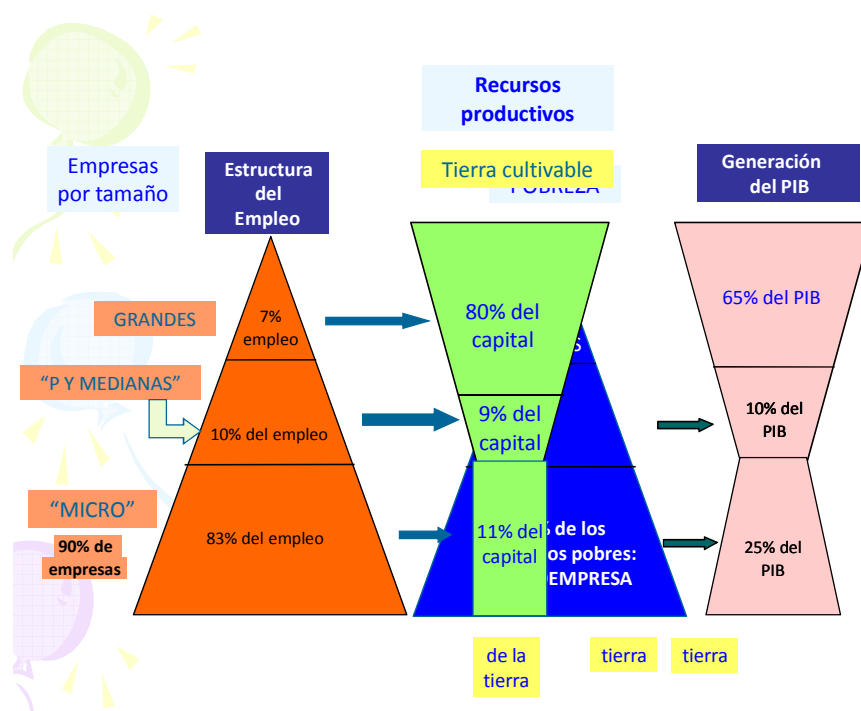 Recursos
productivos
Empresas
por tamaño
Estructura
del
Empleo
Tierra cultivable
POBREZA
Generación
del PIB
GRANDES
7%
empleo
80% del
capital
65% del PIB
"P Y MEDIANAS"
10% del empleo
9% del
capital
10% del
PIB
"MICRO"
90% de
empresas
83% del empleo
11% del
capital
% de los
os pobres:
OEMPRESA
25% del
PIB
de la
tierra
tierra
tierra